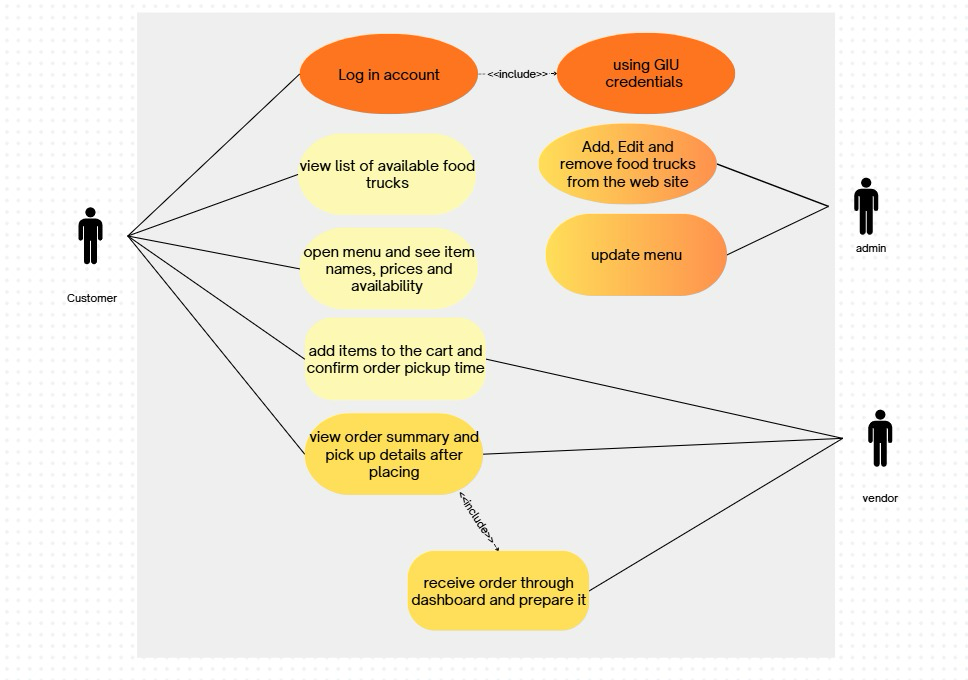 Log in account
<<include>>
using GIU
credentials
view list of available food
trucks
Add, Edit and
remove food trucks
from the web site
open menu and see item
names, prices and
availability
update menu
admin
Customer
add items to the cart and
confirm order pickup time
view order summary and
pick up details after
placing
vendor
<<include>>
receive order through
dashboard and prepare it